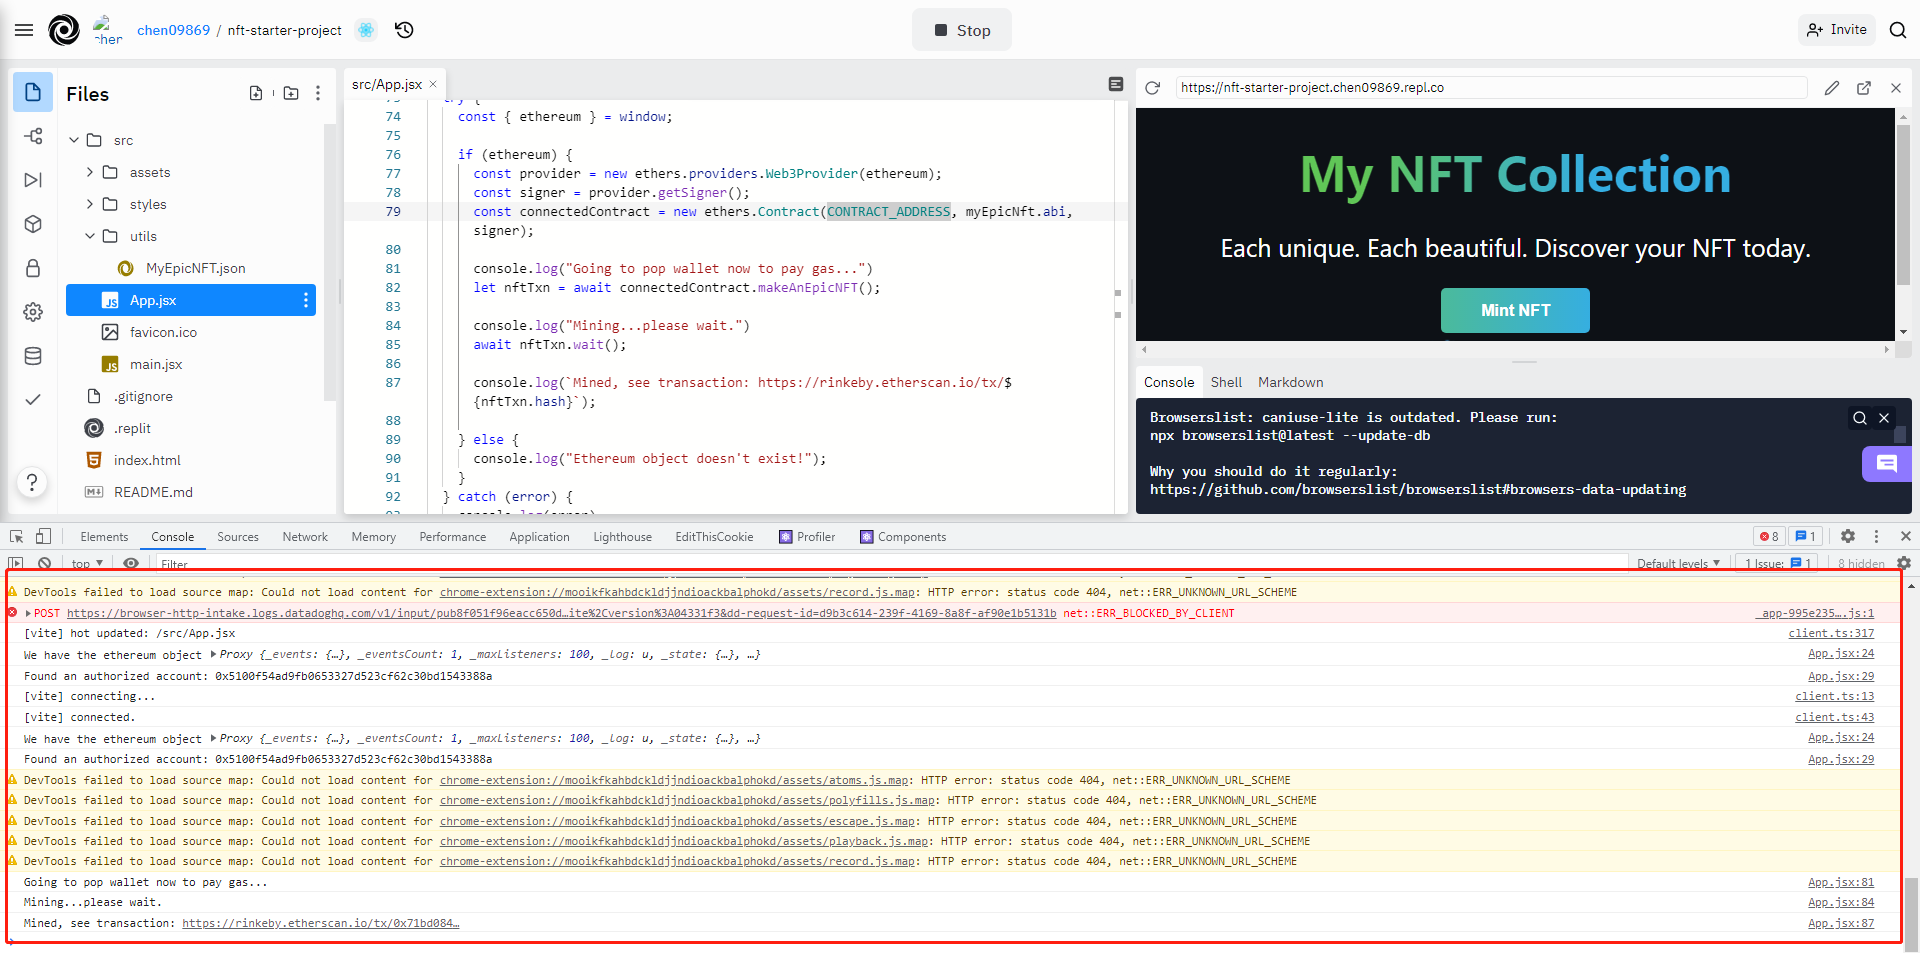 chen09869 / nft-starter-project
Stop
Invite
Files
src
assets
styles
utils
MyEpicNFT.json
App.jsx
favicon.ico
main.jsx
.gitignore
.replit
index.html
README.md
src/App.jsx
74 const { ethereum } = window;
75
76 if (ethereum) {
77 const provider = new ethers.providers.Web3Provider(ethereum);
78 const signer = provider.getSigner();
79 const connectedContract = new ethers.Contract(CONTRACT_ADDRESS, myEpicNft.abi,
signer);
80
81 console.log("Going to pop wallet now to pay gas...")
82 let nftTxn = await connectedContract.makeAnEpicNFT();
83
84 console.log("Mining...please wait.")
85 await nftTxn.wait();
86
87 console.log(`Mined, see transaction: https://rinkeby.etherscan.io/tx/$
{nftTxn.hash}`);
88
89 } else {
90 console.log("Ethereum object doesn't exist!");
91 }
92 } catch (error) {
https://nft-starter-project.chen09869.repl.co
My NFT Collection
Each unique. Each beautiful. Discover your NFT today.
Mint NFT
Console Shell Markdown
Browserslist: caniuse-lite is outdated. Please run:
npx browserslist@latest --update-db
Why you should do it regularly:
https://github.com/browserslist/browserslist#browsers-data-updating
Elements Console Sources Network Memory Performance Application Lighthouse EditThisCookie Profiler Components 8 1
top Filter Default levels 1 Issue: 1 8 hidden
DevTools failed to load source map: Could not load content for chrome-extension://mooikfkahbdckldjjndioackbalphokd/assets/record.js.map: HTTP error: status code 404, net::ERR_UNKNOWN_URL_SCHEME
POST https://browser-http-intake.logs.datadoghq.com/v1/input/pub8f051f96eacc650d…ite%2Cversion%3A04331f3&dd-request-id=d9b3c614-239f-4169-8a8f-af90e1b5131b net::ERR_BLOCKED_BY_CLIENT _app-995e235….js:1
[vite] hot updated: /src/App.jsx client.ts:317
We have the ethereum object Proxy {_events: {…}, _eventsCount: 1, _maxListeners: 100, _log: u, _state: {…}, …} App.jsx:24
Found an authorized account: 0x5100f54ad9fb0653327d523cf62c30bd1543388a App.jsx:29
[vite] connecting... client.ts:13
[vite] connected. client.ts:43
We have the ethereum object Proxy {_events: {…}, _eventsCount: 1, _maxListeners: 100, _log: u, _state: {…}, …} App.jsx:24
Found an authorized account: 0x5100f54ad9fb0653327d523cf62c30bd1543388a App.jsx:29
DevTools failed to load source map: Could not load content for chrome-extension://mooikfkahbdckldjjndioackbalphokd/assets/atoms.js.map: HTTP error: status code 404, net::ERR_UNKNOWN_URL_SCHEME
DevTools failed to load source map: Could not load content for chrome-extension://mooikfkahbdckldjjndioackbalphokd/assets/polyfills.js.map: HTTP error: status code 404, net::ERR_UNKNOWN_URL_SCHEME
DevTools failed to load source map: Could not load content for chrome-extension://mooikfkahbdckldjjndioackbalphokd/assets/escape.js.map: HTTP error: status code 404, net::ERR_UNKNOWN_URL_SCHEME
DevTools failed to load source map: Could not load content for chrome-extension://mooikfkahbdckldjjndioackbalphokd/assets/playback.js.map: HTTP error: status code 404, net::ERR_UNKNOWN_URL_SCHEME
DevTools failed to load source map: Could not load content for chrome-extension://mooikfkahbdckldjjndioackbalphokd/assets/record.js.map: HTTP error: status code 404, net::ERR_UNKNOWN_URL_SCHEME
Going to pop wallet now to pay gas... App.jsx:81
Mining...please wait. App.jsx:84
Mined, see transaction: https://rinkeby.etherscan.io/tx/0x71bd084… App.jsx:87